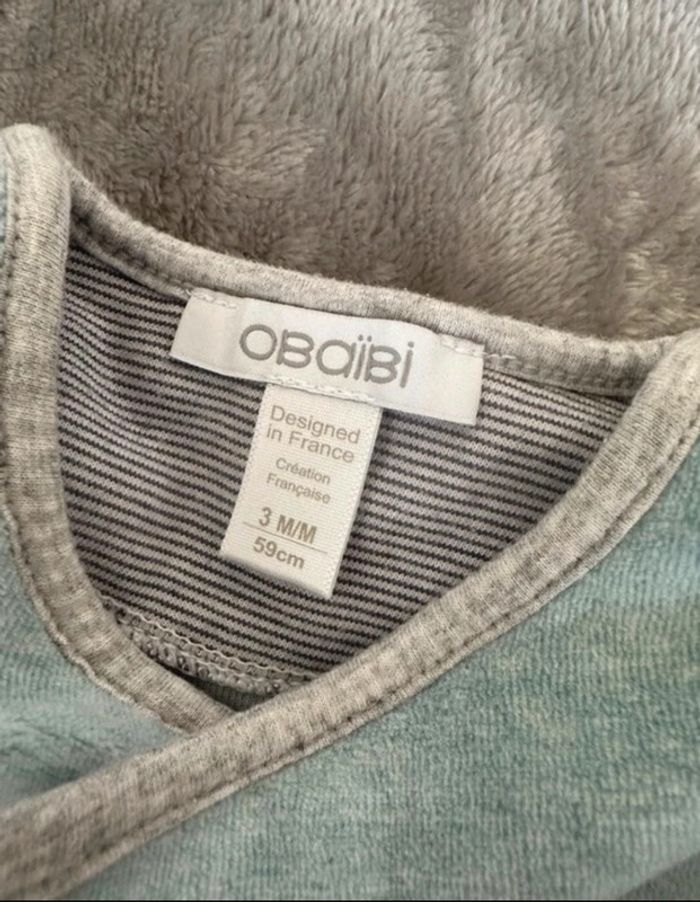 OBaïBi
Designed
in France
Création
Française
3 M/M
59cm